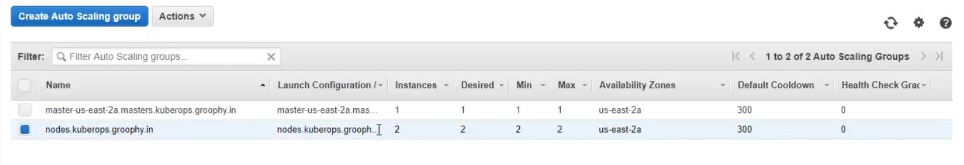 Create Auto Scaling group Actions
Filter: Filter Auto Scaling groups... 1 to 2 of 2 Auto Scaling Groups
Name Launch Configuration / Instances Desired Min Max Availability Zones Default Cooldown Health Check Grac
master-us-east-2a.masters.kuberops.groophy.in master-us-east-2a.mas... 1 1 1 1 us-east-2a 300 0
nodes.kuberops.groophy.in nodes.kuberops.grooph... 2 2 2 2 us-east-2a 300 0